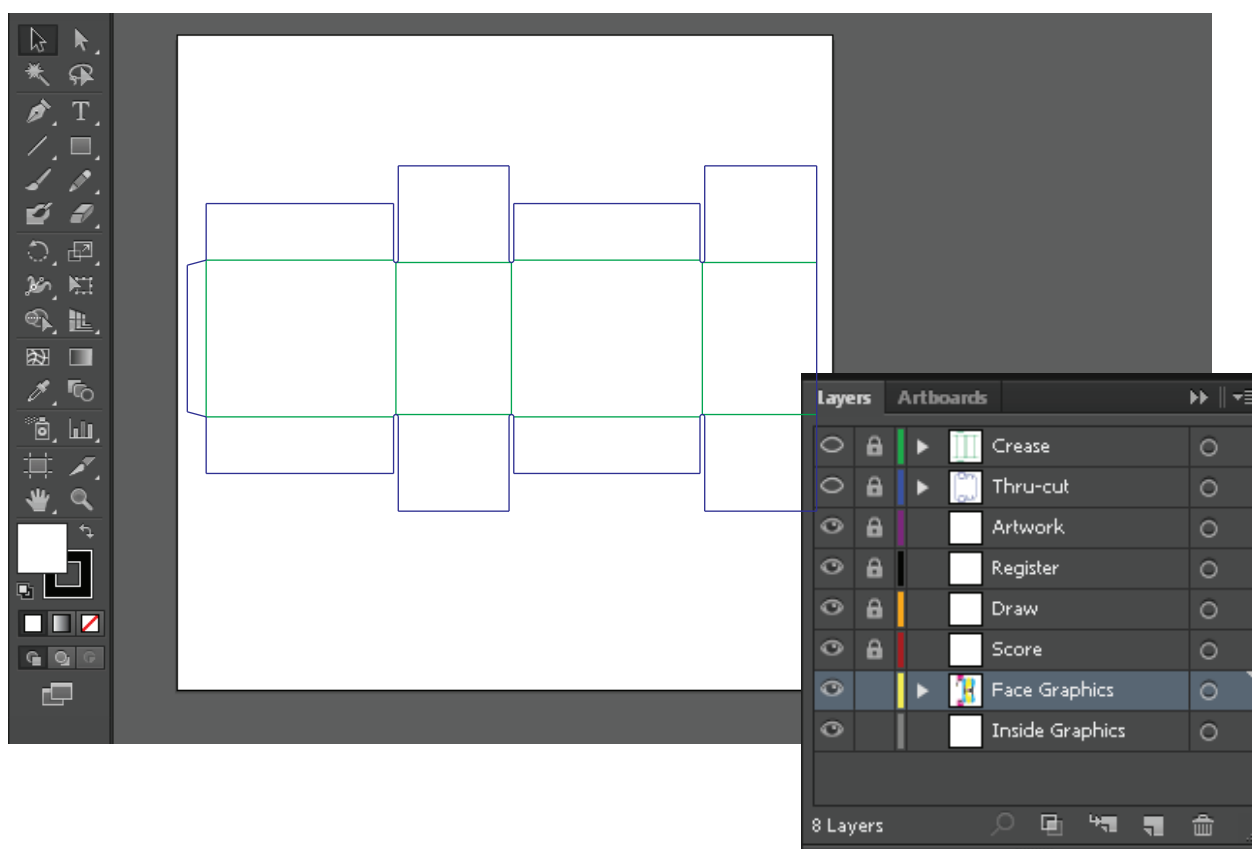 T
Layers Artboards
Crease
Thru-cut
Artwork
Register
Draw
Score
Face Graphics
Inside Graphics
8 Layers